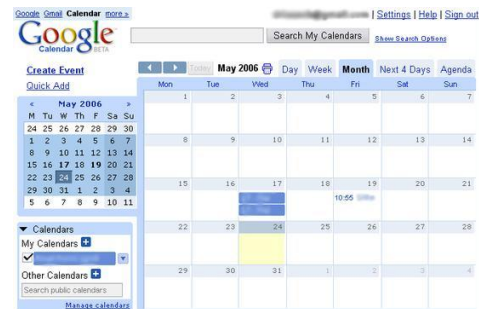 Google Gmail Calendar more »
Settings | Help | Sign out
Google
Calendar BETA
Search My Calendars
Show Search Options
Create Event
Quick Add
Today May 2006 Day Week Month Next 4 Days Agenda
« May 2006 »
M Tu W Th F Sa Su
24 25 26 27 28 29 30
1 2 3 4 5 6 7
8 9 10 11 12 13 14
15 16 17 18 19 20 21
22 23 24 25 26 27 28
29 30 31 1 2 3 4
5 6 7 8 9 10 11
Mon Tue Wed Thu Fri Sat Sun
1 2 3 4 5 6 7
8 9 10 11 12 13 14
15 16 17 18 19 20 21
10:55
22 23 24 25 26 27 28
29 30 31 1 2 3 4
Calendars
My Calendars
Other Calendars
Search public calendars
Manage calendars